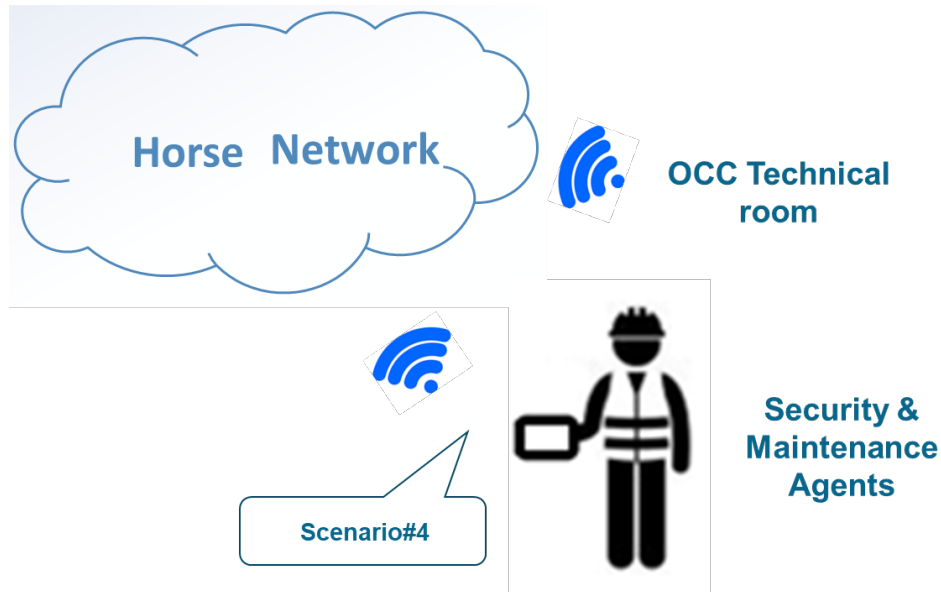 Horse Network
OCC Technical
room
Security &
Maintenance
Agents
Scenario#4